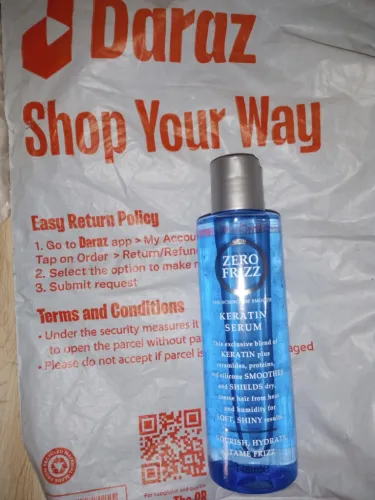 Daraz
Shop Your Way
Easy Return Policy
1. Go to Daraz app > My Accou
Tap on Order > Return/Refun
2. Select the option to make r
3. Submit request
Terms and Conditions
• Under the security measures it
to open the parcel without pa
• Please do not accept if parcel is
aged
ZERO
FRIZZ
KERATIN
SERUM
This exclusive blend of
KERATIN plus
ceramides, proteins,
and silicone SMOOTHES
and SHIELDS dry,
coarse hair from heat
and humidity for
SOFT, SHINY results.
NOURISH, HYDRATE
TAME FRIZZ
The QR